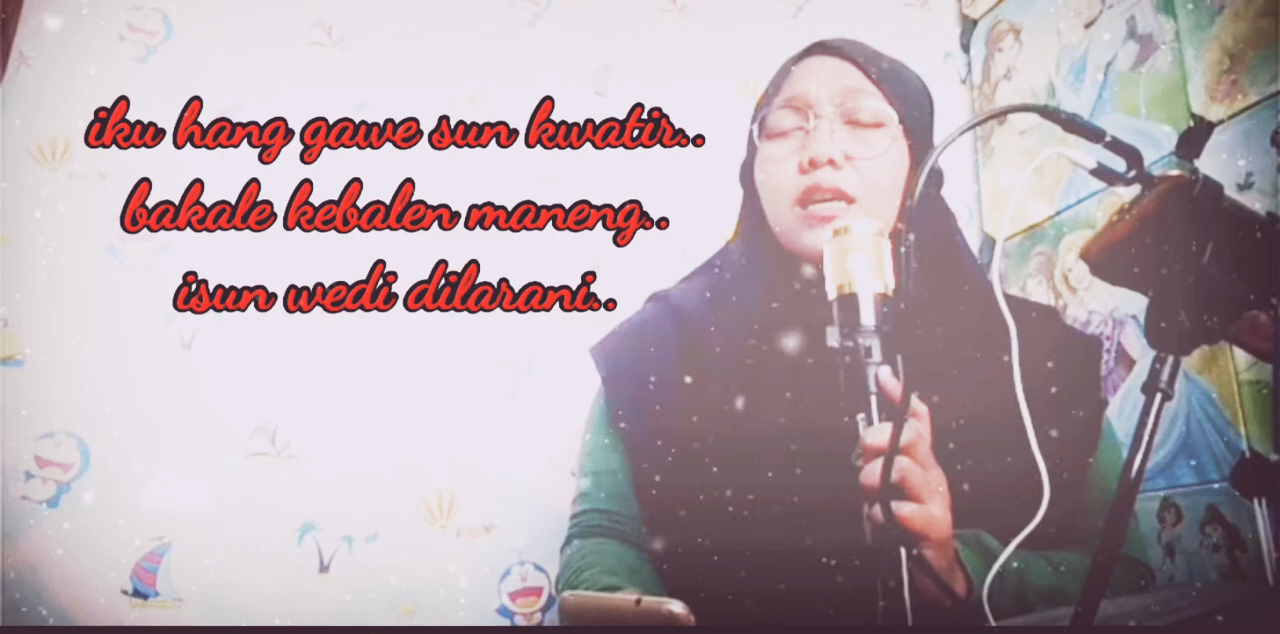 iku hang gawe sun kwatir..
bakale kebalen maneng..
isun wedi dilarani..